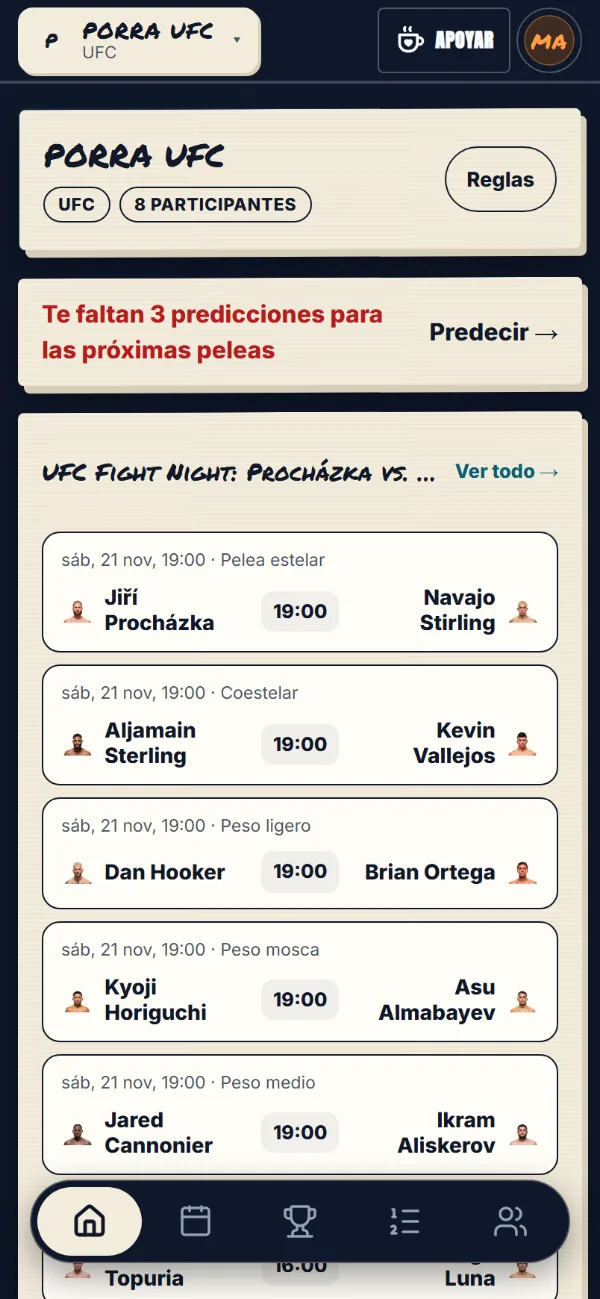 P
PORRA UFC
UFC
▾
APOYAR
MA
PORRA UFC
UFC
8 PARTICIPANTES
Reglas
Te faltan 3 predicciones para
las próximas peleas
Predecir →
UFC Fight Night: Procházka vs. ...
Ver todo →
sáb, 21 nov, 19:00 · Pelea estelar
Jiří
Procházka
19:00
Navajo
Stirling
sáb, 21 nov, 19:00 · Coestelar
Aljamain
Sterling
19:00
Kevin
Vallejos
sáb, 21 nov, 19:00 · Peso ligero
Dan Hooker
19:00
Brian Ortega
sáb, 21 nov, 19:00 · Peso mosca
Kyoji
Horiguchi
19:00
Asu
Almabayev
sáb, 21 nov, 19:00 · Peso medio
Jared
Cannonier
19:00
Ikram
Aliskerov
1
2
Topuria
16:00
Luna